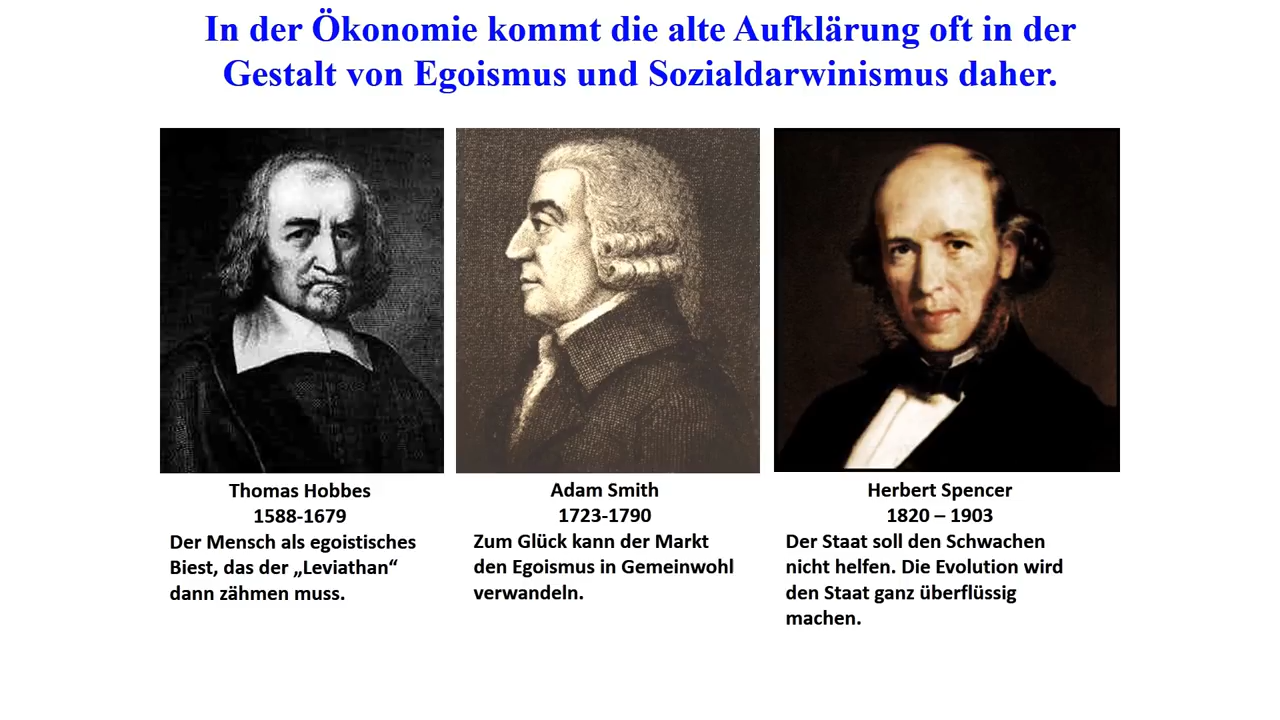 In der Ökonomie kommt die alte Aufklärung oft in der
Gestalt von Egoismus und Sozialdarwinismus daher.
Thomas Hobbes
1588-1679
Der Mensch als egoistisches
Biest, das der „Leviathan“
dann zähmen muss.
Adam Smith
1723-1790
Zum Glück kann der Markt
den Egoismus in Gemeinwohl
verwandeln.
Herbert Spencer
1820 – 1903
Der Staat soll den Schwachen
nicht helfen. Die Evolution wird
den Staat ganz überflüssig
machen.